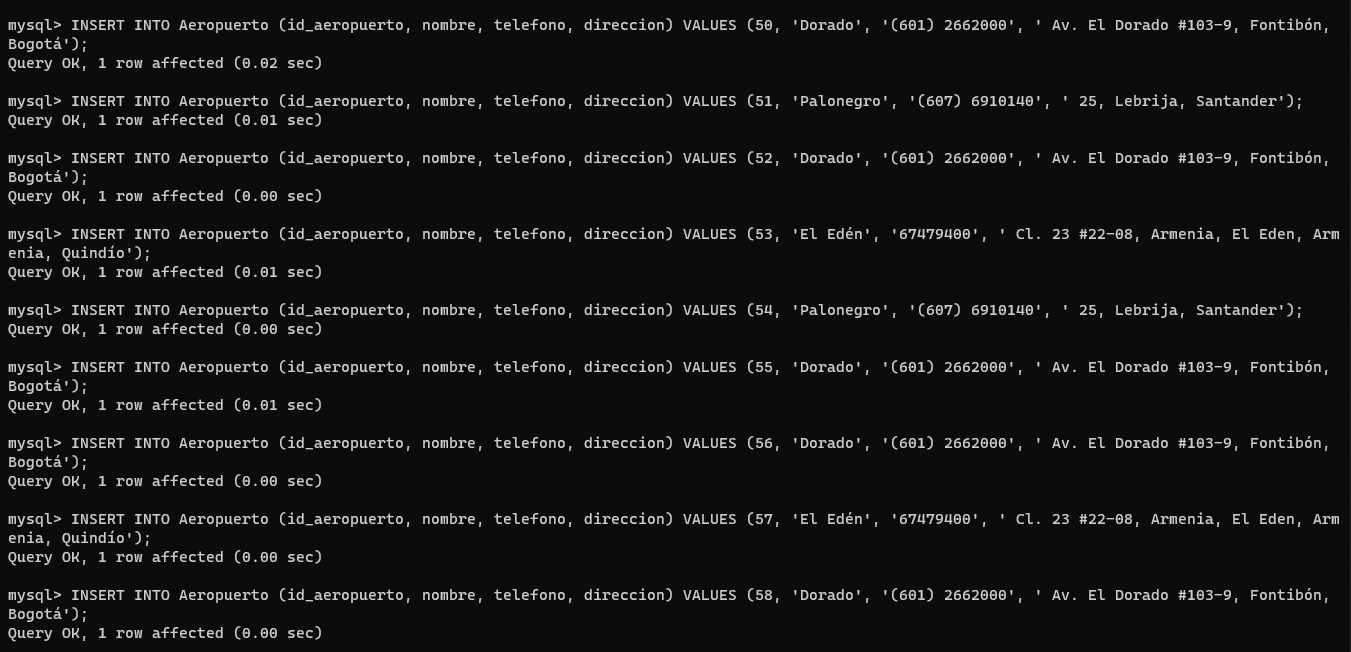 mysql> INSERT INTO Aeropuerto (id_aeropuerto, nombre, telefono, direccion) VALUES (50, 'Dorado', '(601) 2662000', ' Av. El Dorado #103-9, Fontibón,
Bogotá');
Query OK, 1 row affected (0.02 sec)
mysql> INSERT INTO Aeropuerto (id_aeropuerto, nombre, telefono, direccion) VALUES (51, 'Palonegro', '(607) 6910140', ' 25, Lebrija, Santander');
Query OK, 1 row affected (0.01 sec)
mysql> INSERT INTO Aeropuerto (id_aeropuerto, nombre, telefono, direccion) VALUES (52, 'Dorado', '(601) 2662000', ' Av. El Dorado #103-9, Fontibón,
Bogotá');
Query OK, 1 row affected (0.00 sec)
mysql> INSERT INTO Aeropuerto (id_aeropuerto, nombre, telefono, direccion) VALUES (53, 'El Edén', '67479400', ' Cl. 23 #22-08, Armenia, El Eden, Arm
enia, Quindío');
Query OK, 1 row affected (0.01 sec)
mysql> INSERT INTO Aeropuerto (id_aeropuerto, nombre, telefono, direccion) VALUES (54, 'Palonegro', '(607) 6910140', ' 25, Lebrija, Santander');
Query OK, 1 row affected (0.00 sec)
mysql> INSERT INTO Aeropuerto (id_aeropuerto, nombre, telefono, direccion) VALUES (55, 'Dorado', '(601) 2662000', ' Av. El Dorado #103-9, Fontibón,
Bogotá');
Query OK, 1 row affected (0.01 sec)
mysql> INSERT INTO Aeropuerto (id_aeropuerto, nombre, telefono, direccion) VALUES (56, 'Dorado', '(601) 2662000', ' Av. El Dorado #103-9, Fontibón,
Bogotá');
Query OK, 1 row affected (0.00 sec)
mysql> INSERT INTO Aeropuerto (id_aeropuerto, nombre, telefono, direccion) VALUES (57, 'El Edén', '67479400', ' Cl. 23 #22-08, Armenia, El Eden, Arm
enia, Quindío');
Query OK, 1 row affected (0.00 sec)
mysql> INSERT INTO Aeropuerto (id_aeropuerto, nombre, telefono, direccion) VALUES (58, 'Dorado', '(601) 2662000', ' Av. El Dorado #103-9, Fontibón,
Bogotá');
Query OK, 1 row affected (0.00 sec)